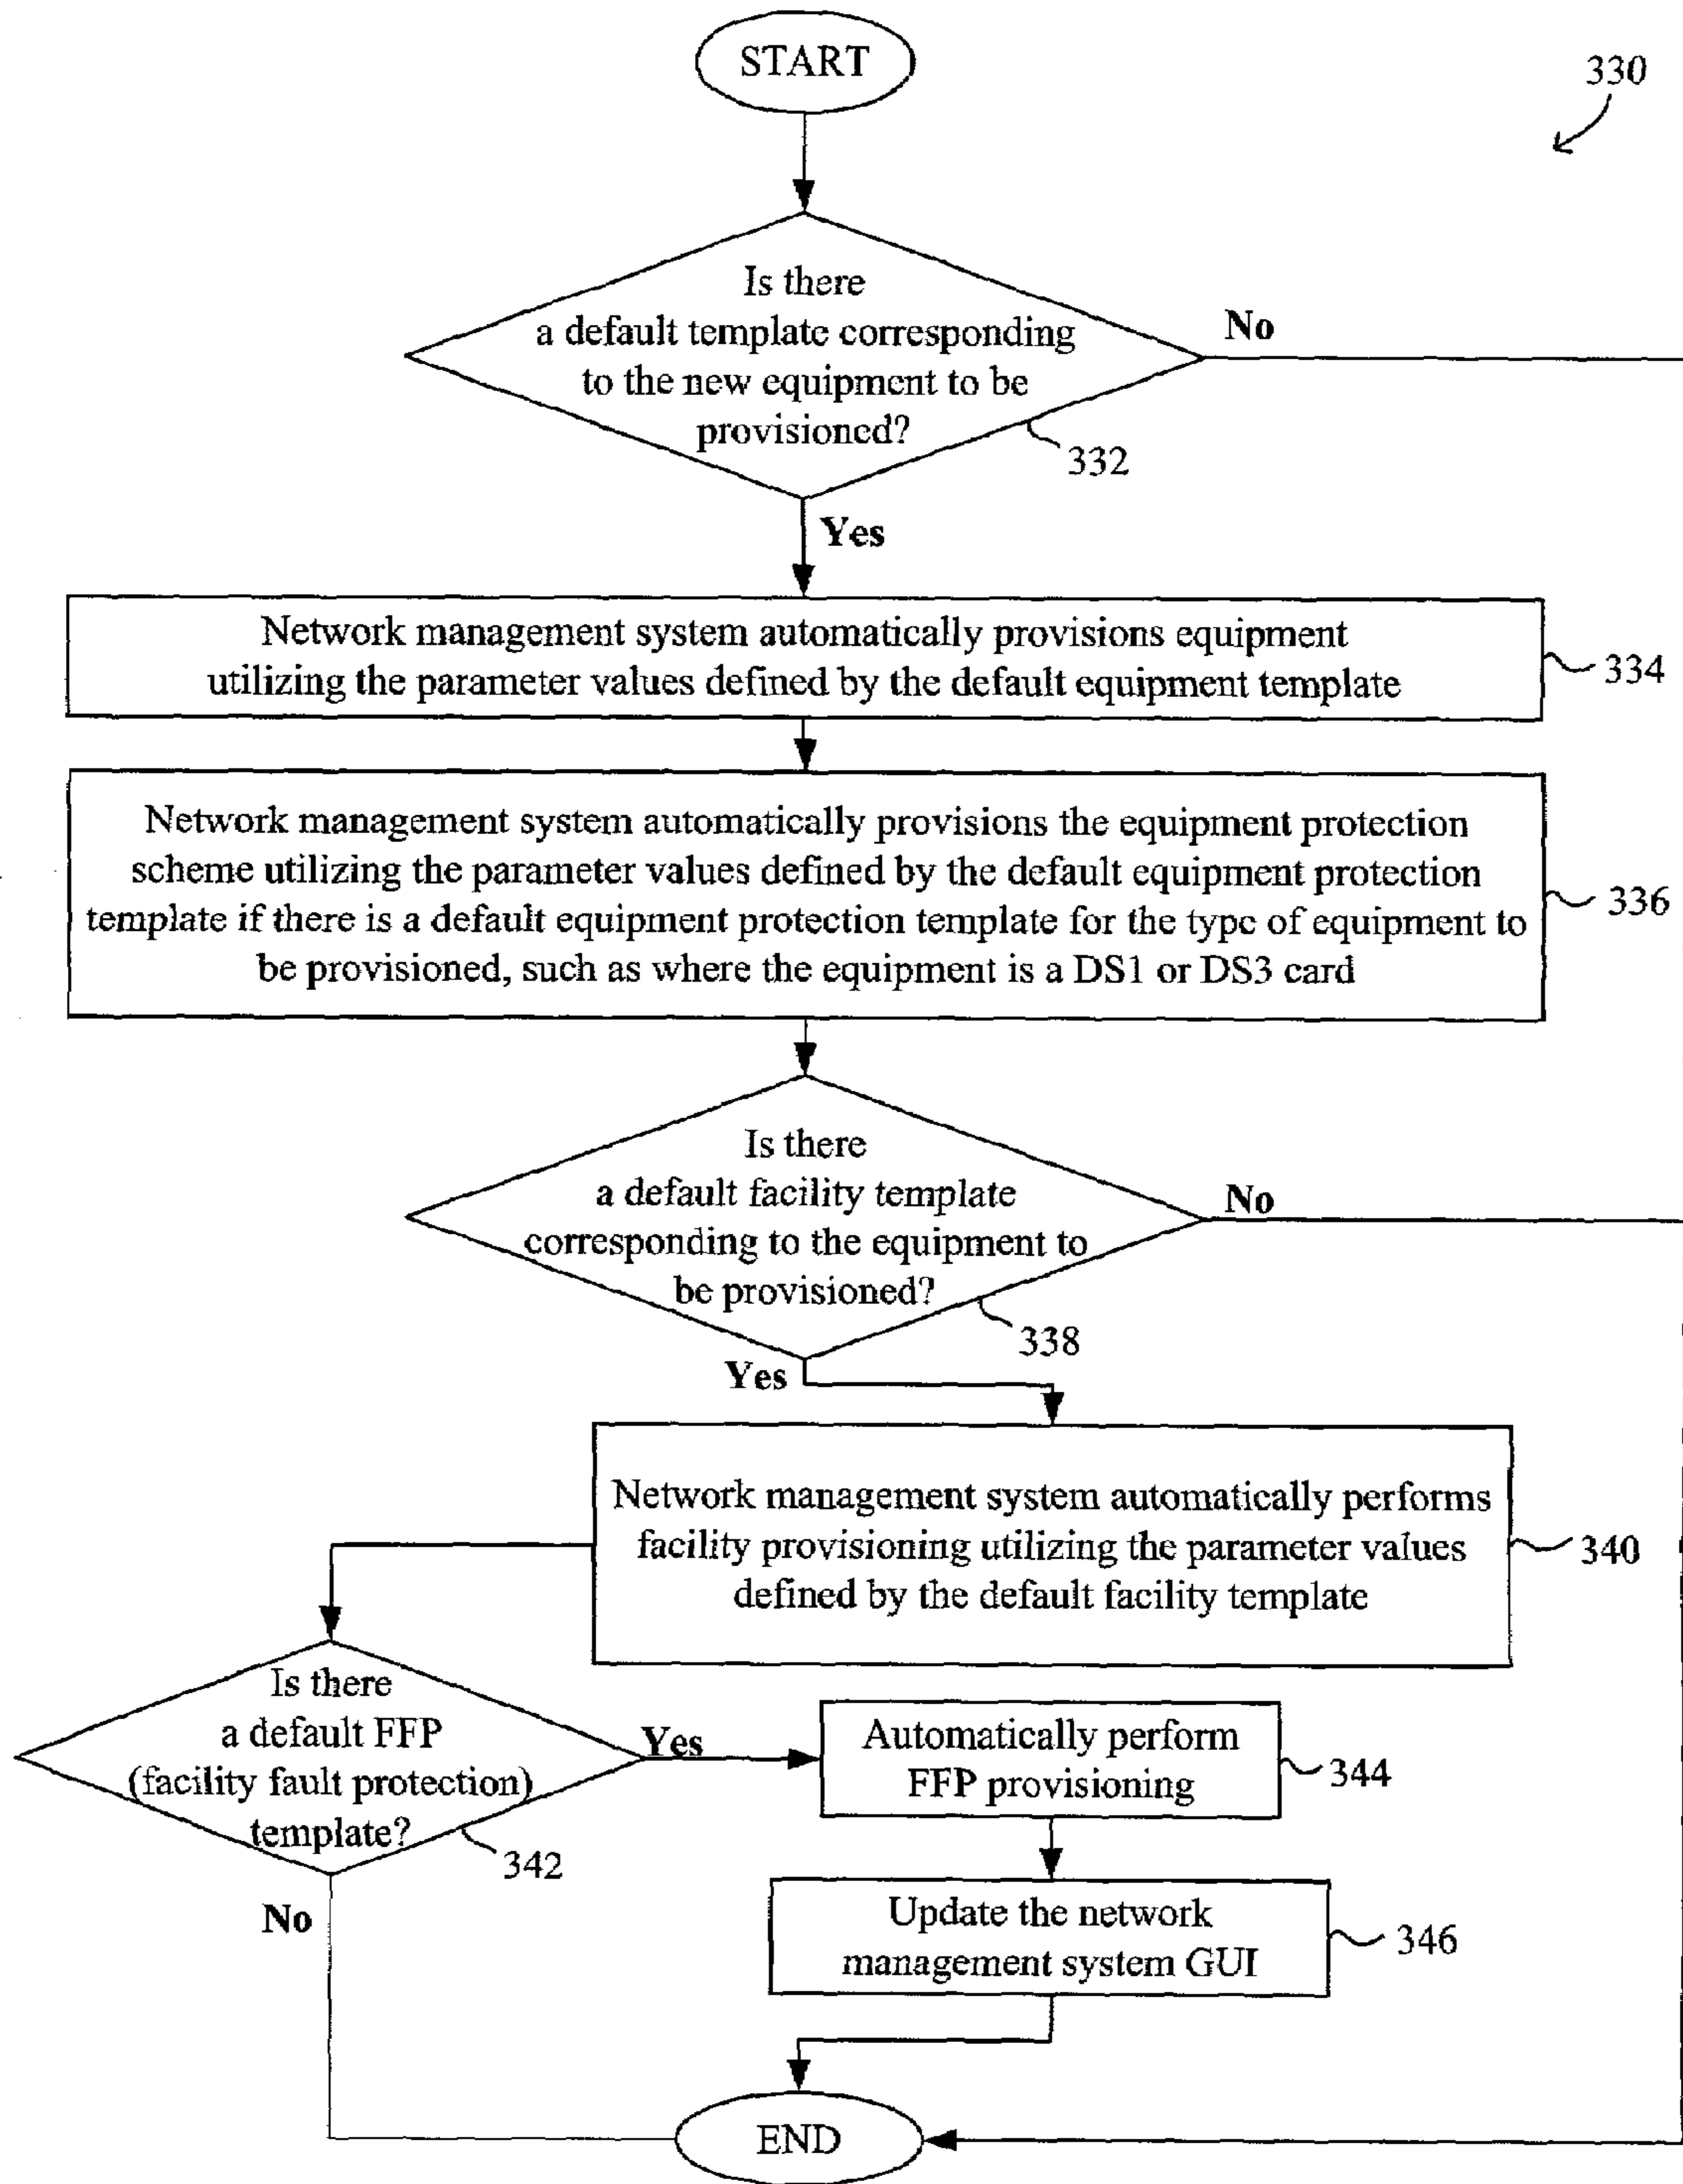 START
330
Is there
a default template corresponding
to the new equipment to be
provisioned?
No
332
Yes
Network management system automatically provisions equipment
utilizing the parameter values defined by the default equipment template
334
Network management system automatically provisions the equipment protection
scheme utilizing the parameter values defined by the default equipment protection
template if there is a default equipment protection template for the type of equipment to
be provisioned, such as where the equipment is a DS1 or DS3 card
336
Is there
a default facility template
corresponding to the equipment to
be provisioned?
No
338
Yes
Network management system automatically performs
facility provisioning utilizing the parameter values
defined by the default facility template
340
Is there
a default FFP
(facility fault protection)
template?
Yes
342
No
Automatically perform
FFP provisioning
344
Update the network
management system GUI
346
END